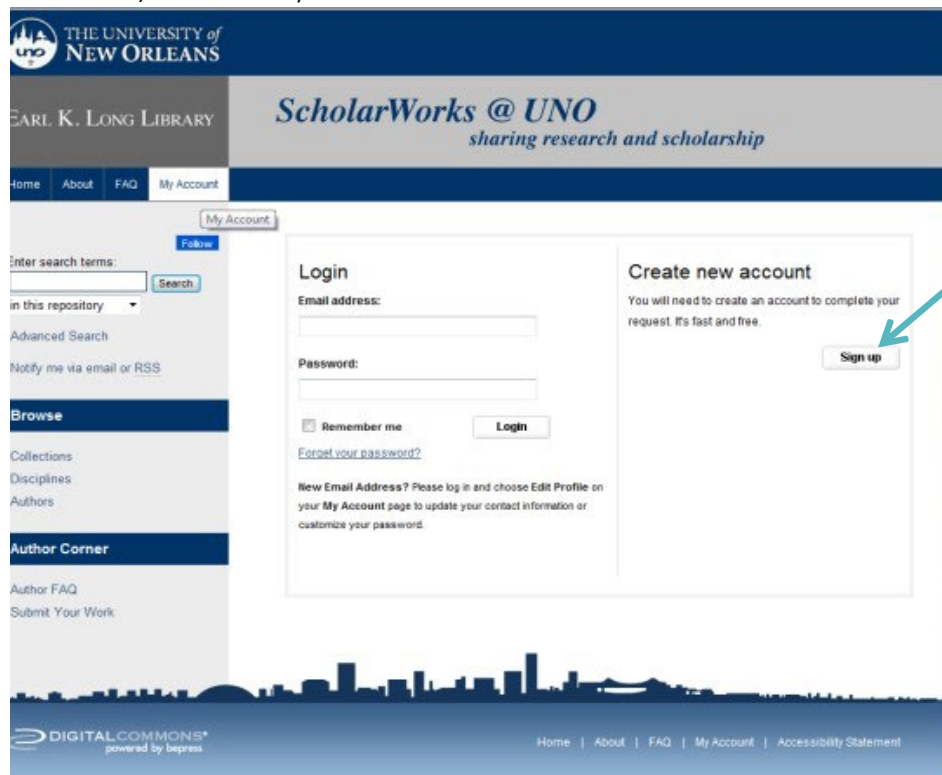 THE UNIVERSITY of
NEW ORLEANS
uno
EARL K. LONG LIBRARY
ScholarWorks @ UNO
sharing research and scholarship
Home About FAQ My Account
My Account
Follow
Enter search terms:
Search
in this repository
Advanced Search
Notify me via email or RSS
Browse
Collections
Disciplines
Authors
Author Corner
Author FAQ
Submit Your Work
Login
Email address:
Password:
Remember me
Login
Forget your password?
New Email Address? Please log in and choose Edit Profile on
your My Account page to update your contact information or
customize your password.
Create new account
You will need to create an account to complete your
request. It's fast and free.
Sign up
DIGITALCOMMONS
powered by bepress
Home | About | FAQ | My Account | Accessibility Statement